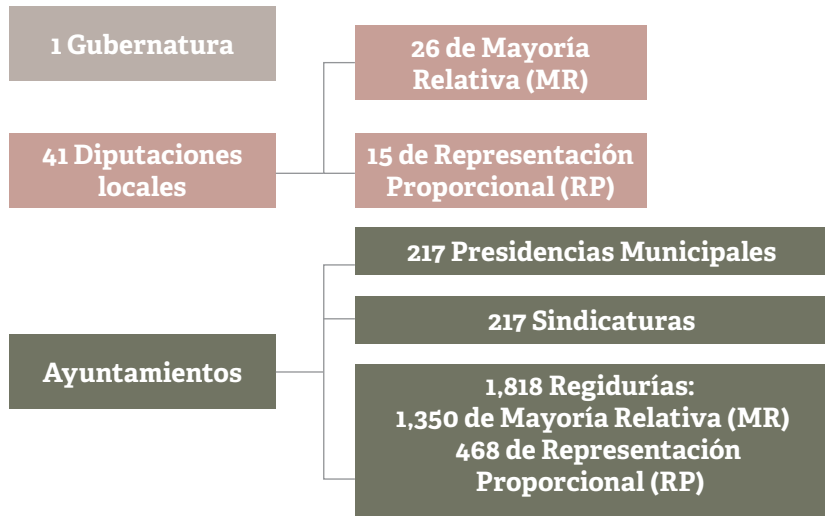 1 Gubernatura
26 de Mayoría
Relativa (MR)
41 Diputaciones
locales
15 de Representación
Proporcional (RP)
217 Presidencias Municipales
217 Sindicaturas
Ayuntamientos
1,818 Regidurías:
1,350 de Mayoría Relativa (MR)
468 de Representación
Proporcional (RP)